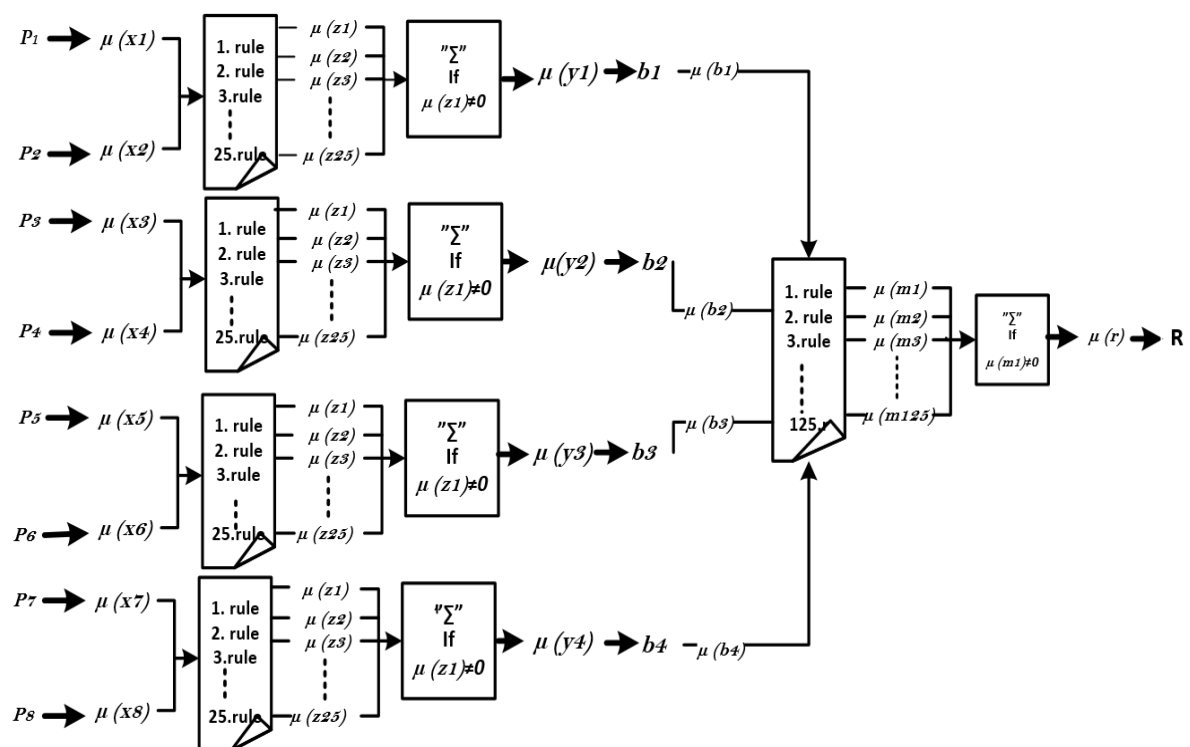 P1 μ (x1)
P2 μ (x2)
1. rule
2. rule
3.rule
25.rule
μ (z1)
μ (z2)
μ (z3)
μ (z25)
"Σ"
If
μ (z1)≠0
μ (y1) b1 μ (b1)
P3 μ (x3)
P4 μ (x4)
1. rule
2. rule
3.rule
25.rule
μ (z1)
μ (z2)
μ (z3)
μ (z25)
"Σ"
If
μ (z1)≠0
μ(y2) b2 μ (b2)
P5 μ (x5)
P6 μ (x6)
1. rule
2. rule
3.rule
25.rule
μ (z1)
μ (z2)
μ (z3)
μ (z25)
"Σ"
If
μ (z1)≠0
μ (y3) b3 μ (b3)
P7 μ (x7)
P8 μ (x8)
1. rule
2. rule
3.rule
25.rule
μ (z1)
μ (z2)
μ (z3)
μ (z25)
"Σ"
If
μ (z1)≠0
μ (y4) b4 μ (b4)
1. rule
2. rule
3.rule
125.
μ (m1)
μ (m2)
μ (m3)
μ (m125)
"Σ"
If
μ (m1)≠0
μ (r) R